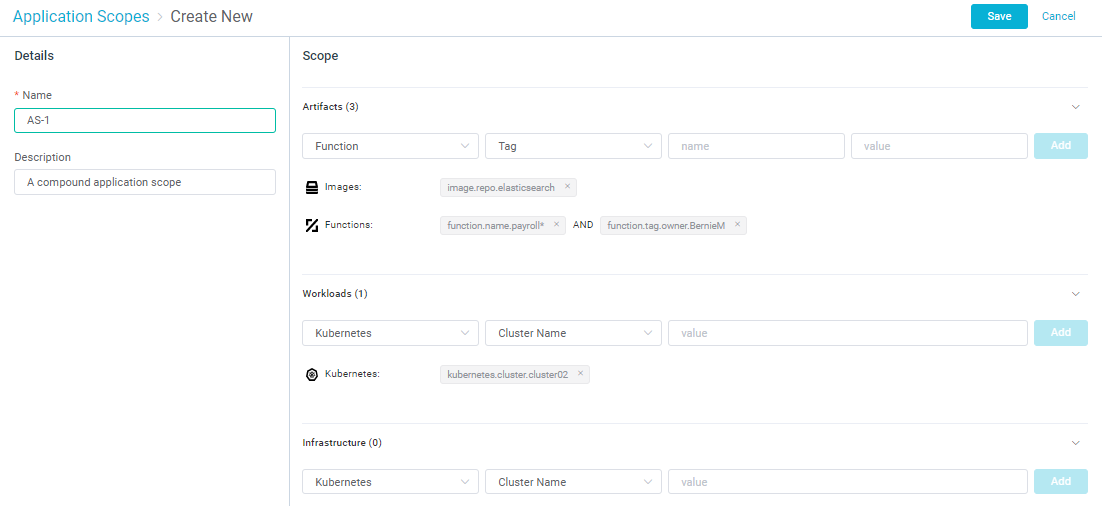 Application Scopes > Create New
Save
Cancel
Details
* Name
AS-1
Description
A compound application scope
Scope
Artifacts (3)
Function
Tag
name
value
Add
Images:
image.repo.elasticsearch ×
Functions:
function.name.payroll* × AND function.tag.owner.BernieM ×
Workloads (1)
Kubernetes
Cluster Name
value
Add
Kubernetes:
kubernetes.cluster.cluster02 ×
Infrastructure (0)
Kubernetes
Cluster Name
value
Add